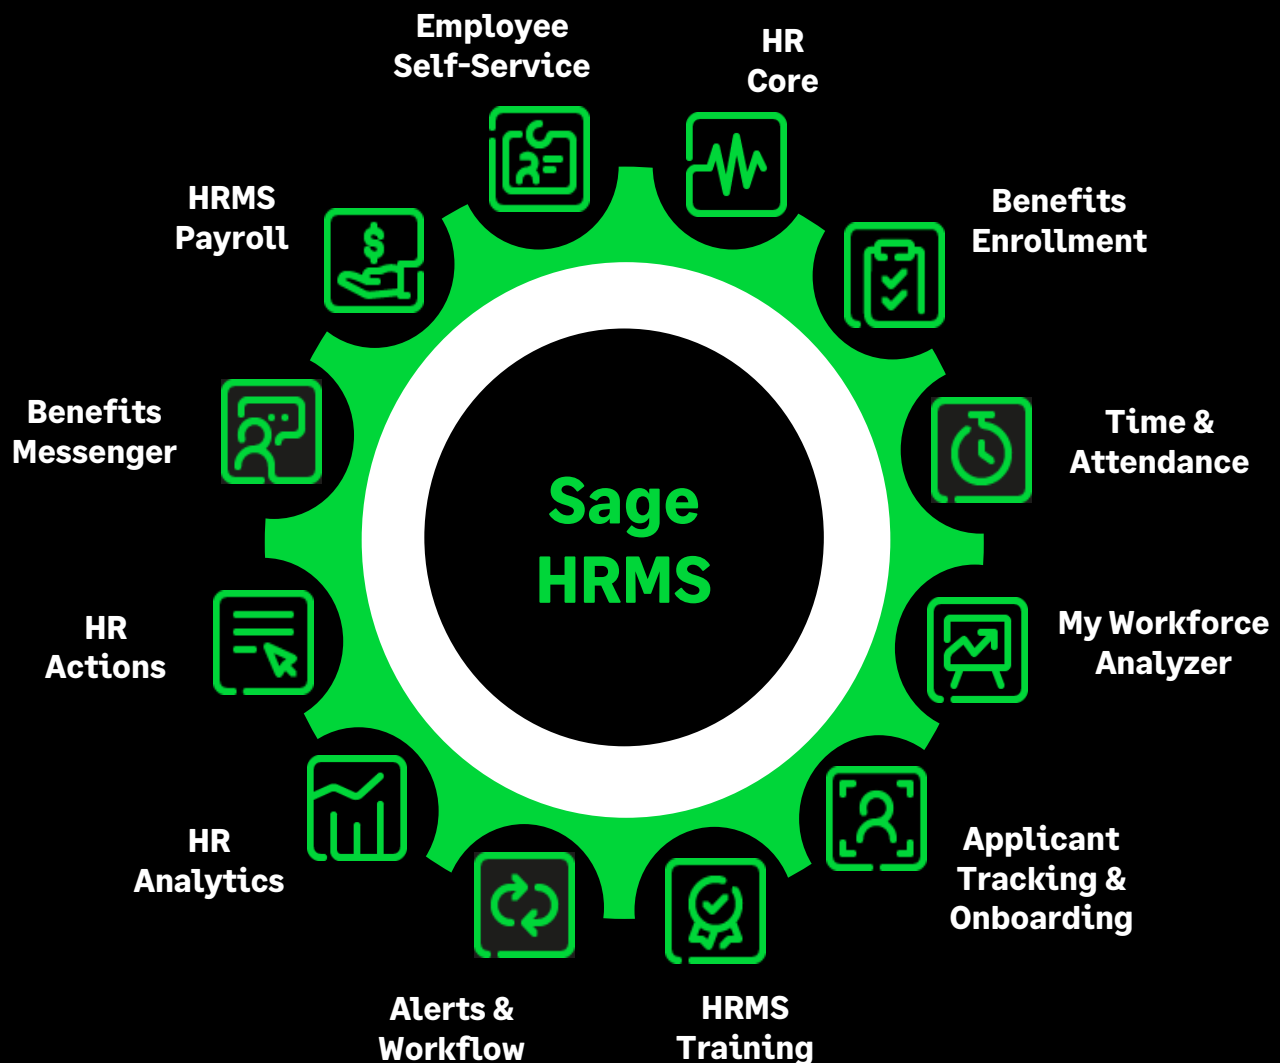 Employee
Self-Service
HR
Core
HRMS
Payroll
Benefits
Enrollment
Benefits
Messenger
Time &
Attendance
Sage
HRMS
HR
Actions
My Workforce
Analyzer
HR
Analytics
Applicant
Tracking &
Onboarding
Alerts &
Workflow
HRMS
Training